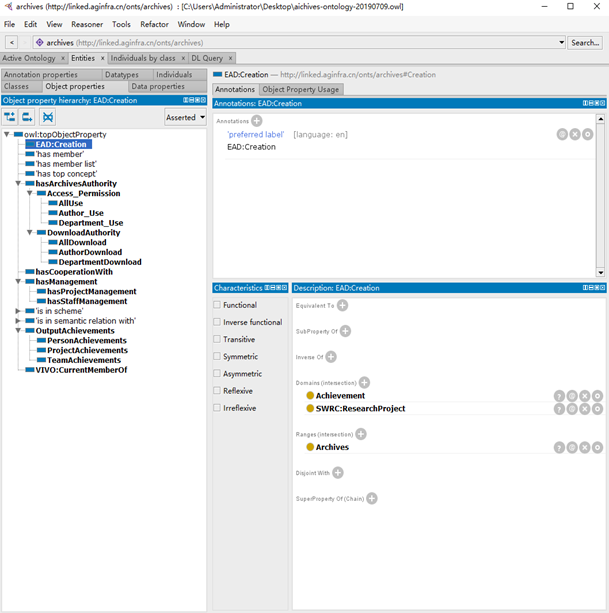 archives (http://linked.aginfra.cn/onts/archives) : [C:\Users\Administrator\Desktop\aichives-ontology-20190709.owl]
File Edit View Reasoner Tools Refactor Window Help
< > archives (http://linked.aginfra.cn/onts/archives) Search...
Active Ontology x Entities x Individuals by class x DL Query x
Annotation properties Datatypes Individuals
Classes Object properties Data properties
Object property hierarchy: EAD:Creation
Asserted
owl:topObjectProperty
EAD:Creation
'has member'
'has member list'
'has top concept'
hasArchivesAuthority
Access_Permission
AllUse
Author_Use
Department_Use
DownloadAuthority
AllDownload
AuthorDownload
DepartmentDownload
hasCooperationWith
hasManagement
hasProjectManagement
hasStaffManagement
'is in scheme'
'is in semantic relation with'
OutputAchievements
PersonAchievements
ProjectAchievements
TeamAchievements
VIVO:CurrentMemberOf
EAD:Creation — http://linked.aginfra.cn/onts/archives#Creation
Annotations Object Property Usage
Annotations: EAD:Creation
Annotations
'preferred label' [language: en]
EAD:Creation
Characteristics
Functional
Inverse functional
Transitive
Symmetric
Asymmetric
Reflexive
Irreflexive
Description: EAD:Creation
Equivalent To
SubProperty Of
Inverse Of
Domains (intersection)
Achievement
SWRC:ResearchProject
Ranges (intersection)
Archives
Disjoint With
SuperProperty Of (Chain)